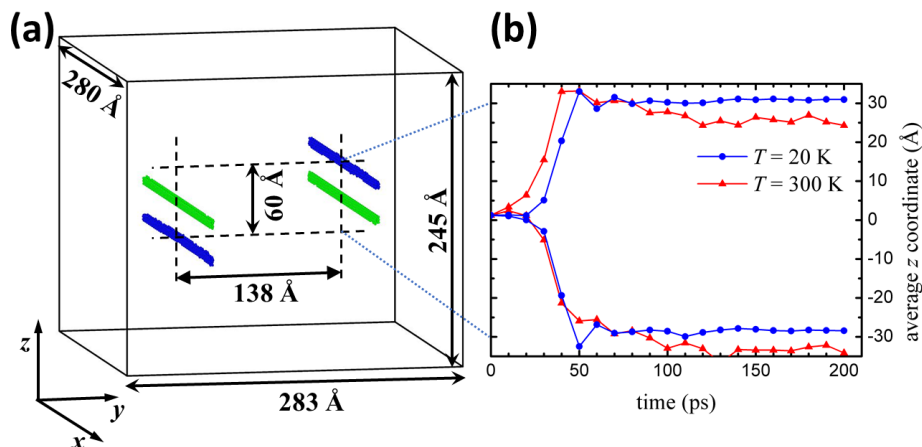 (a)
280 Å
60 Å
245 Å
138 Å
283 Å
z
y
x
(b)
T = 20 K
T = 300 K
30
20
10
0
-10
-20
-30
average z coordinate (Å)
0
50
100
150
200
time (ps)